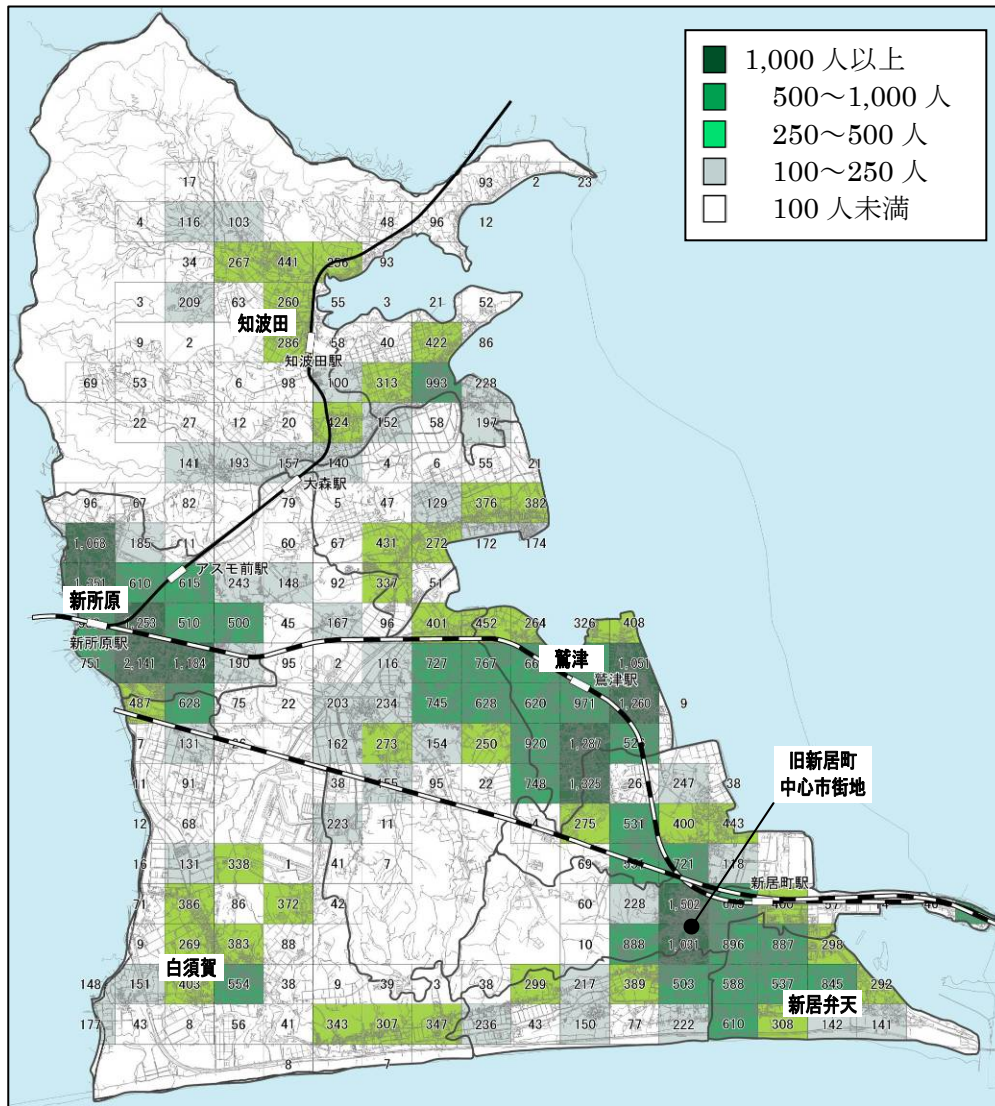 1,000 人以上
500～1,000 人
250～500 人
100～250 人
100 人未満
93 2 23
17
4 116 103 48 96 12
34 267 441 256 93
3 209 63 260 55 3 21 52
知波田
9 2 286 58 40 422 86
知波田駅
69 53 6 98 100 313 993 228
22 27 12 20 424 152 58 197
141 193 157 140 4 6 55 21
大森駅
96 67 82 79 5 47 129 376 382
1,068 185 11 60 67 431 272 172 174
アスモ前駅
1,351 610 615 243 148 92 337 51
新所原
1,253 510 500 45 167 96 401 452 264 326 408
新所原駅
751 2,141 1,184 190 95 2 116 727 767 1,051
鷲津
鷲津駅
487 628 75 22 203 234 745 628 620 971 1,260 9
7 131 162 273 154 250 920 1,287
旧新居町
中心市街地
11 91 38 95 22 748 1,325 26 247 38
12 68 223 11 4 275 531 400 443
16 131 338 1 41 7 69 721 118
新居町駅
71 386 86 372 42 60 228 1,502
9 269 383 88 10 888 1,031 896 887 298
白須賀
148 151 403 554 38 9 39 3 38 299 217 389 503 588 537 845 292
新居弁天
177 43 8 56 41 343 307 347 236 43 150 77 222 610 308 142 141
8 7